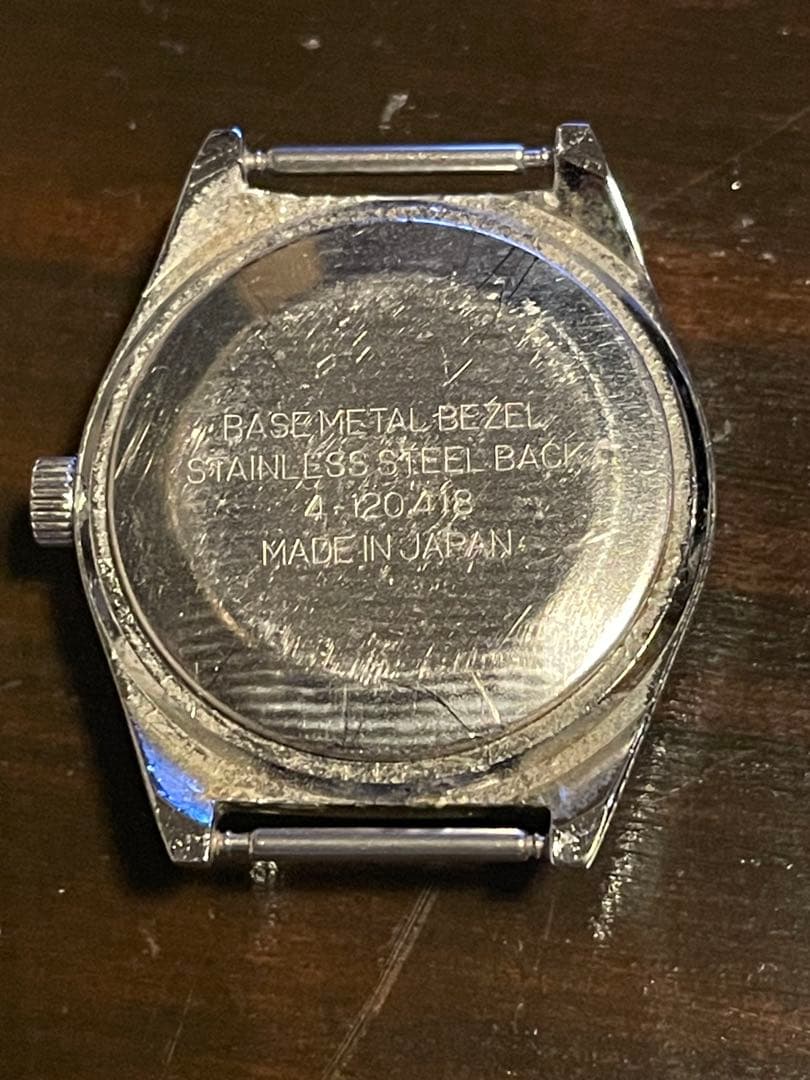 BASE METAL BEZEL
STAINLESS STEEL BACK
4-120418
MADE IN JAPAN